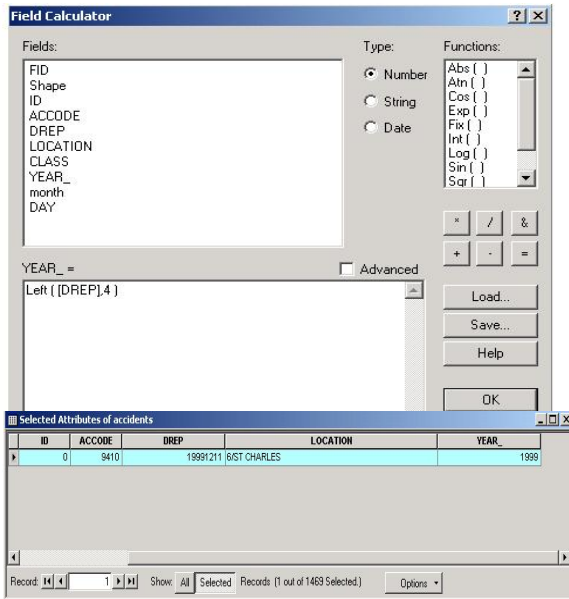 Field Calculator
Fields: Type: Functions:
FID
Shape
ID
ACCODE
DREP
LOCATION
CLASS
YEAR_
month
DAY
Number
String
Date
Abs ( )
Atn ( )
Cos ( )
Exp ( )
Fix ( )
Int ( )
Log ( )
Sin ( )
Sqr ( )
* / &
+ - =
YEAR_ =
Advanced
Left ( [DREP],4 )
Load...
Save...
Help
OK
Selected Attributes of accidents
ID ACCODE DREP LOCATION YEAR_
0 9410 19991211 6/ST CHARLES 1999
Record: 1 Show: All Selected Records (1 out of 1469 Selected.) Options